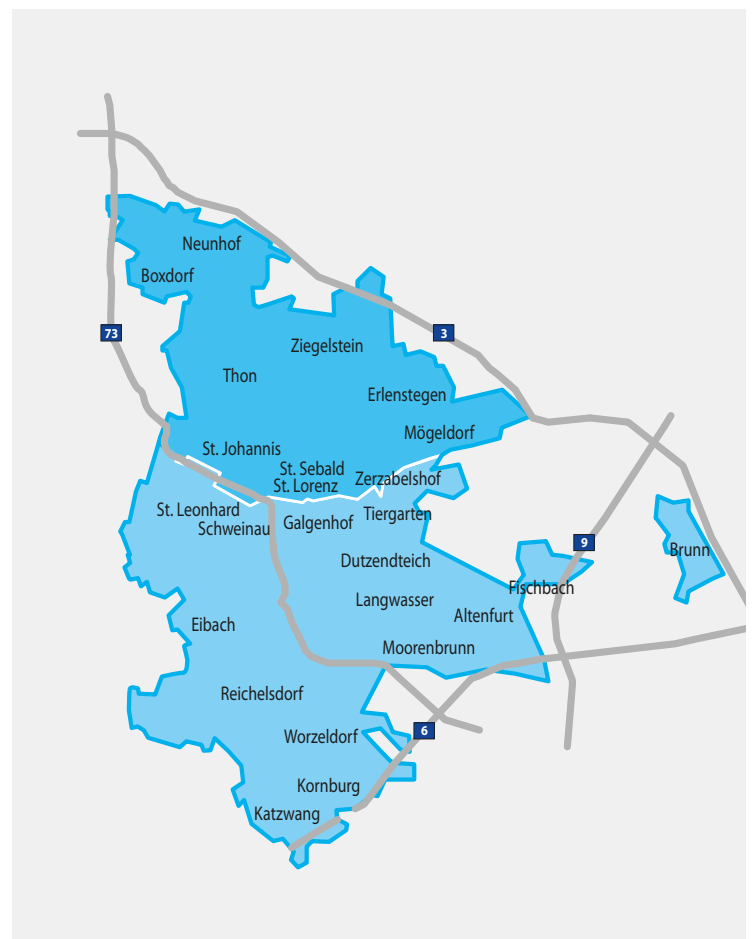 Neunhof
Boxdorf
73
3
Ziegelstein
Thon
Erlenstegen
Mögeldorf
St. Johannis
St. Sebald
Zerzabelshof
St. Lorenz
St. Leonhard
Tiergarten
Schweinau
Galgenhof
9
Brunn
Dutzendteich
Fischbach
Langwasser
Altenfurt
Eibach
Moorenbrunn
Reichelsdorf
6
Worzeldorf
Kornburg
Katzwang